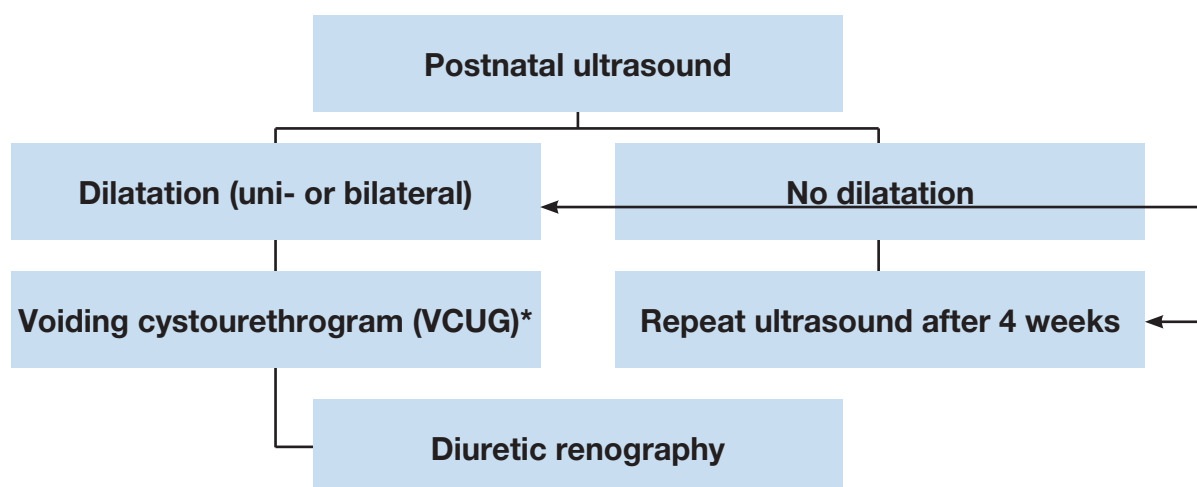 Postnatal ultrasound
Dilatation (uni- or bilateral)
No dilatation
Voiding cystourethrogram (VCUG)*
Repeat ultrasound after 4 weeks
Diuretic renography